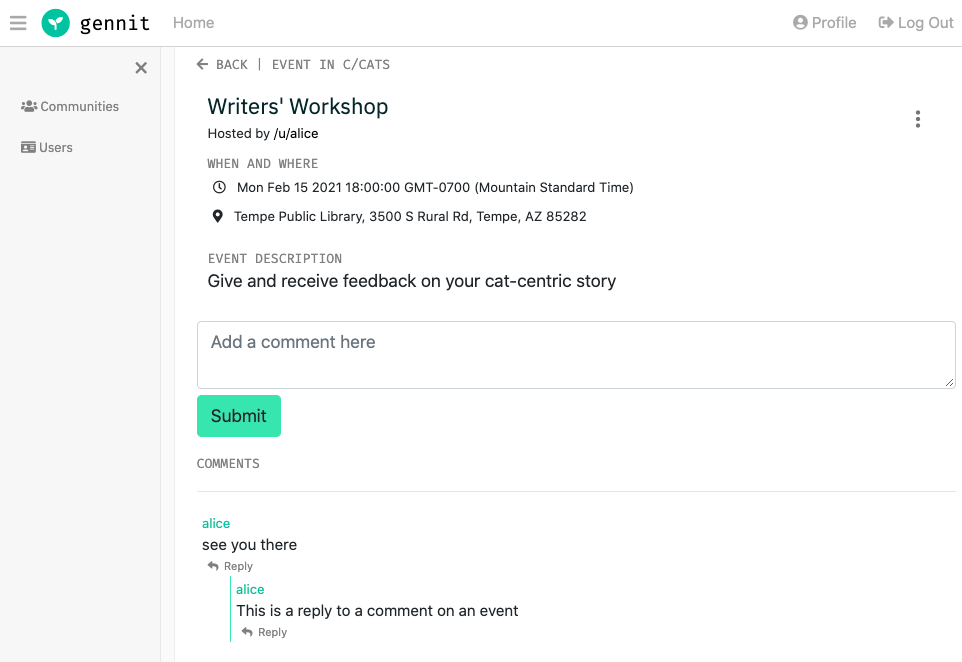 gennit Home Profile Log Out
Communities
Users
BACK | EVENT IN C/CATS
Writers' Workshop
Hosted by /u/alice
WHEN AND WHERE
Mon Feb 15 2021 18:00:00 GMT-0700 (Mountain Standard Time)
Tempe Public Library, 3500 S Rural Rd, Tempe, AZ 85282
EVENT DESCRIPTION
Give and receive feedback on your cat-centric story
Add a comment here
Submit
COMMENTS
alice
see you there
Reply
alice
This is a reply to a comment on an event
Reply